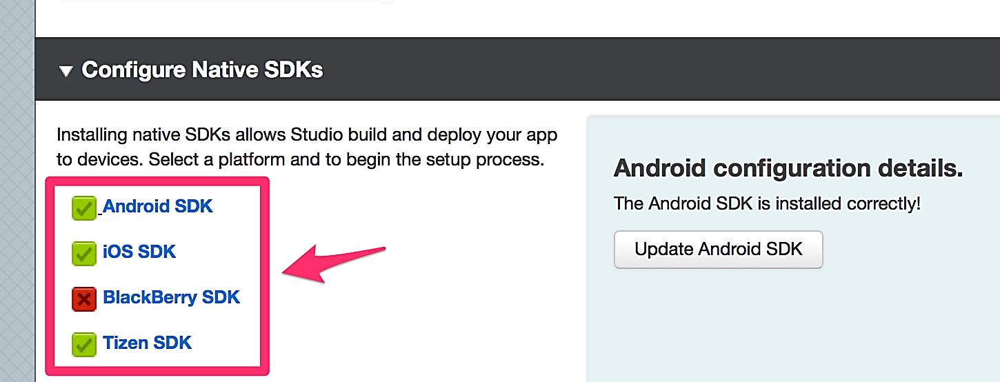 Configure Native SDKs
Installing native SDKs allows Studio build and deploy your app
to devices. Select a platform and to begin the setup process.
Android SDK
iOS SDK
BlackBerry SDK
Tizen SDK
Android configuration details.
The Android SDK is installed correctly!
Update Android SDK